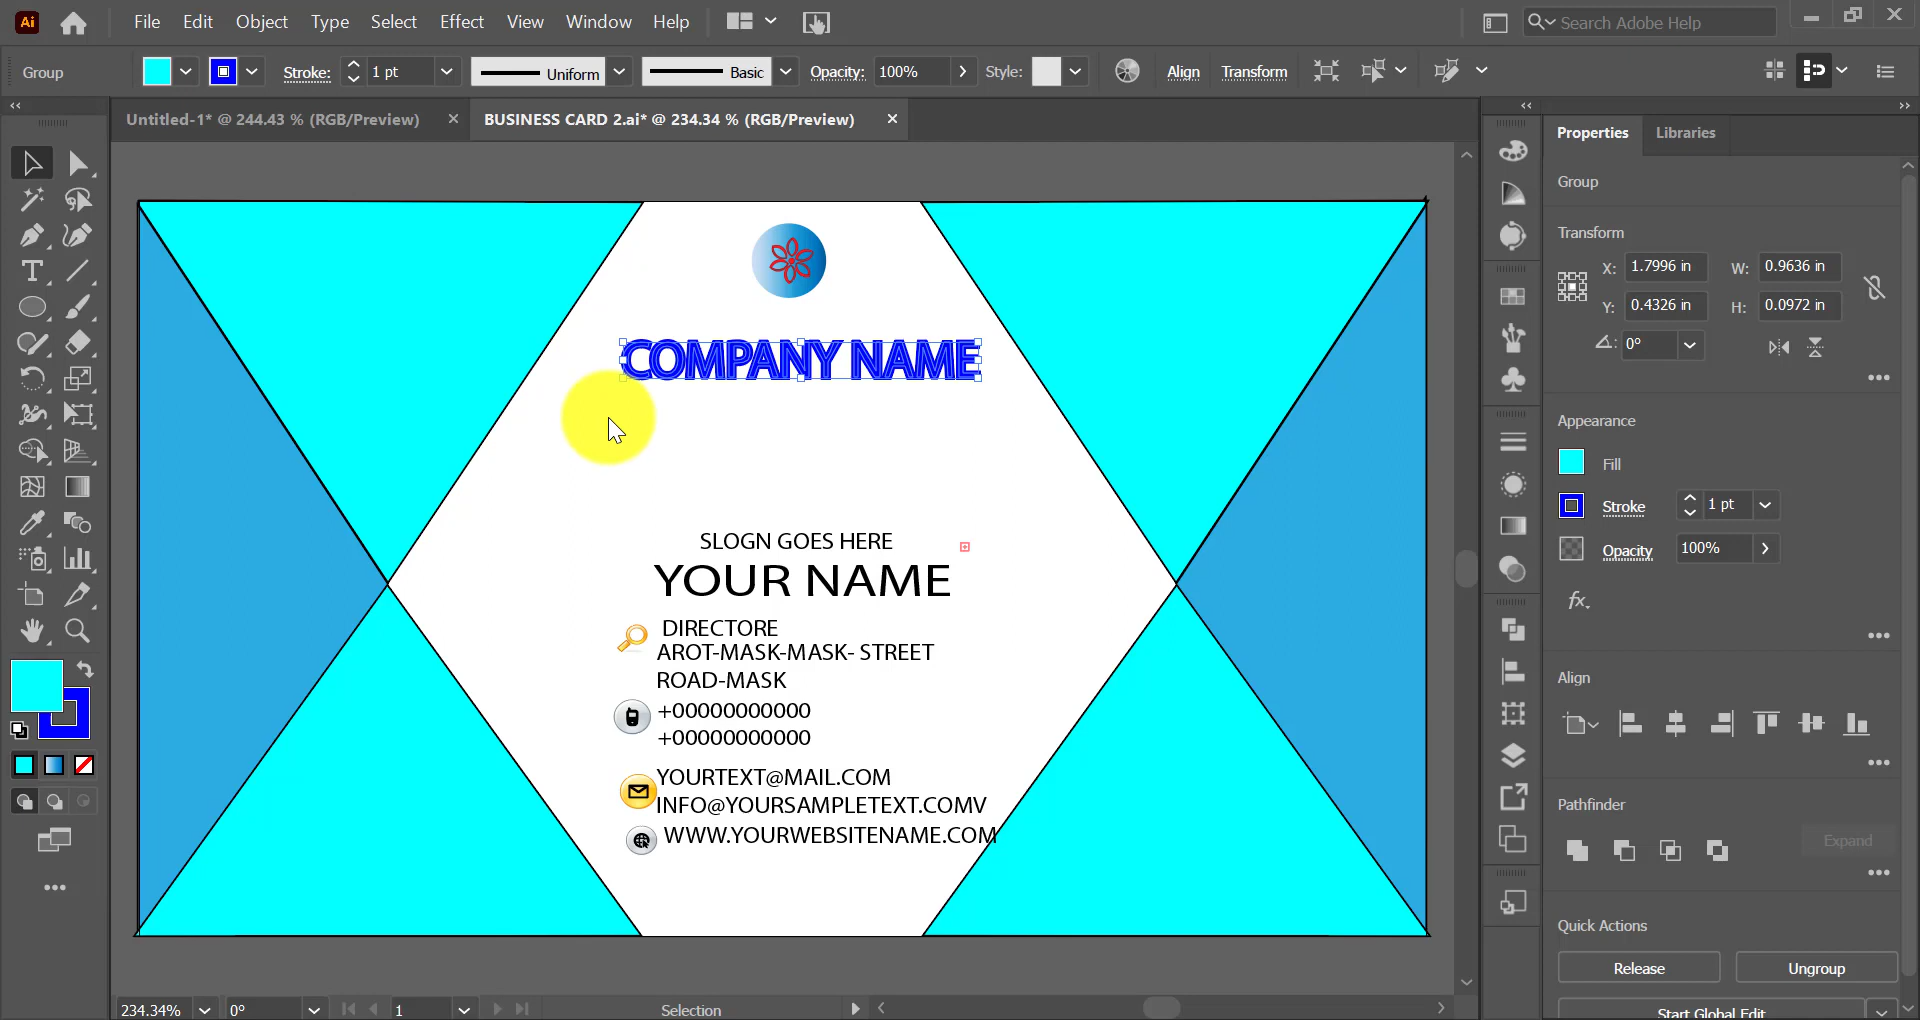 Ai File Edit Object Type Select Effect View Window Help Search Adobe Help
Group Stroke: 1 pt Uniform Basic Opacity: 100% Style: Align Transform
Untitled-1* @ 244.43 % (RGB/Preview) BUSINESS CARD 2.ai* @ 234.34 % (RGB/Preview)
COMPANY NAME
SLOGN GOES HERE
YOUR NAME
DIRECTORE
AROT-MASK-MASK- STREET
ROAD-MASK
+00000000000
+00000000000
YOURTEXT@MAIL.COM
INFO@YOURSAMPLETEXT.COMV
WWW.YOURWEBSITENAME.COM
234.34% 0° 1 Selection
Properties Libraries
Group
Transform
X: 1.7996 in W: 0.9636 in
Y: 0.4326 in H: 0.0972 in
0°
Appearance
Fill
Stroke 1 pt
Opacity 100%
fx.
Align
Pathfinder
Expand
Quick Actions
Release Ungroup
Start Global Edit